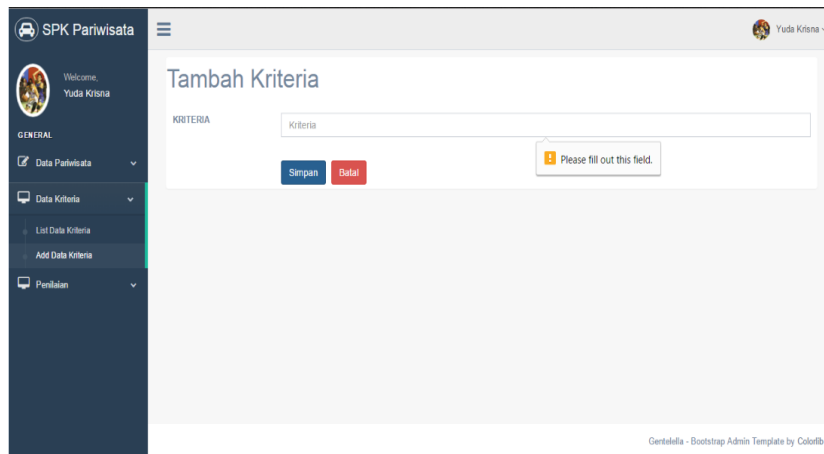 SPK Pariwisata
Yuda Krisna
Welcome,
Yuda Krisna
GENERAL
Data Pariwisata
Data Kriteria
List Data Kriteria
Add Data Kriteria
Penilaian
Tambah Kriteria
KRITERIA
Kriteria
Please fill out this field.
Simpan
Batal
Gentelella - Bootstrap Admin Template by Colorlib